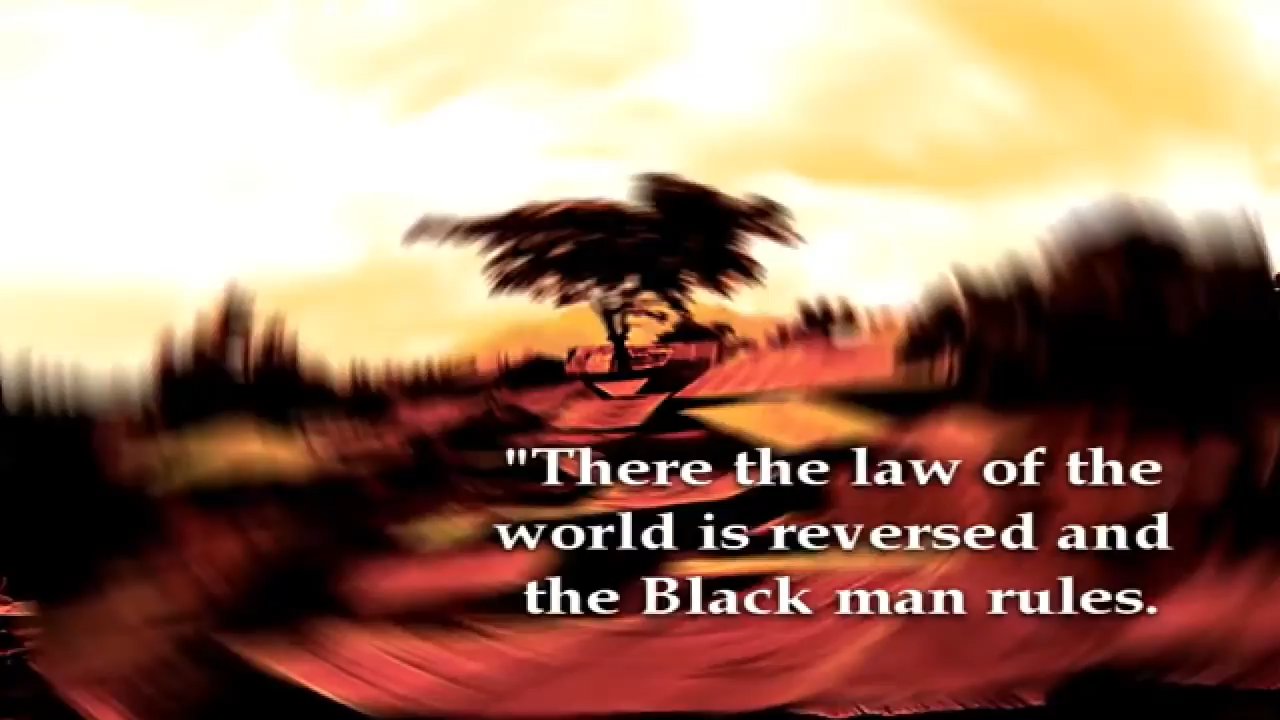 "There the law of the
world is reversed and
the Black man rules.